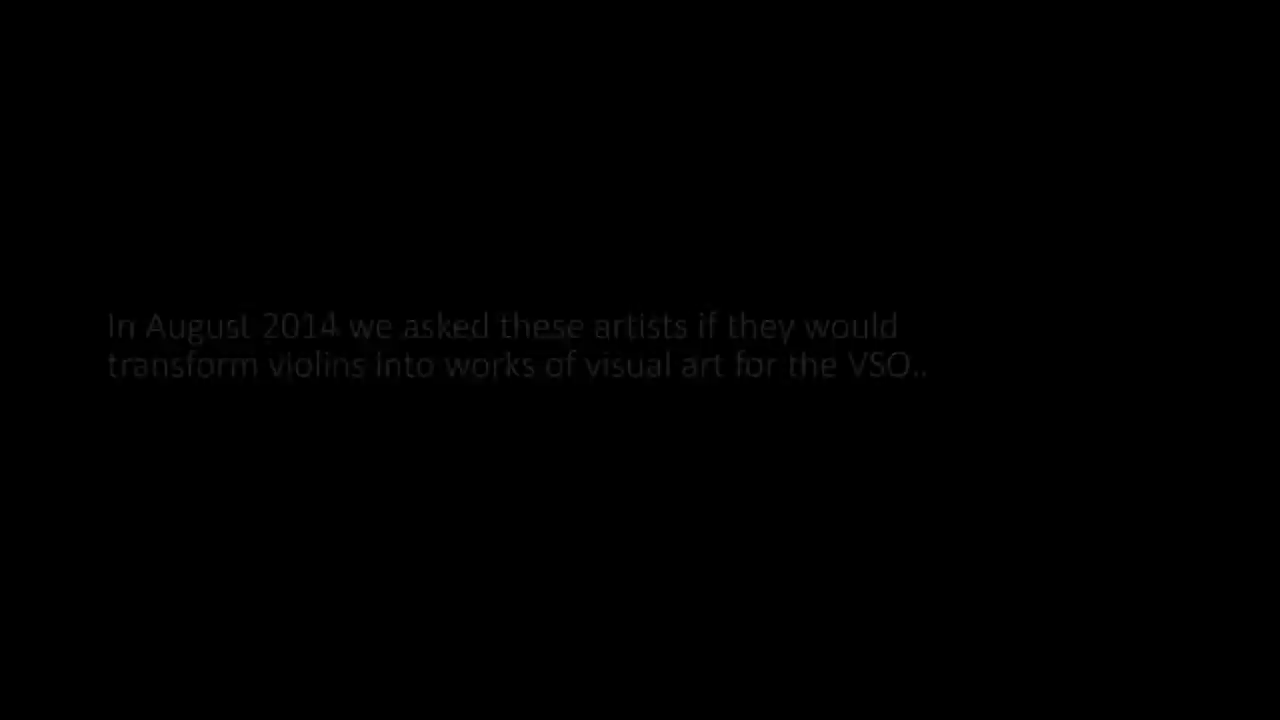 In August 2014 we asked these artists if they would
transform violins into works of visual art for the VSO..